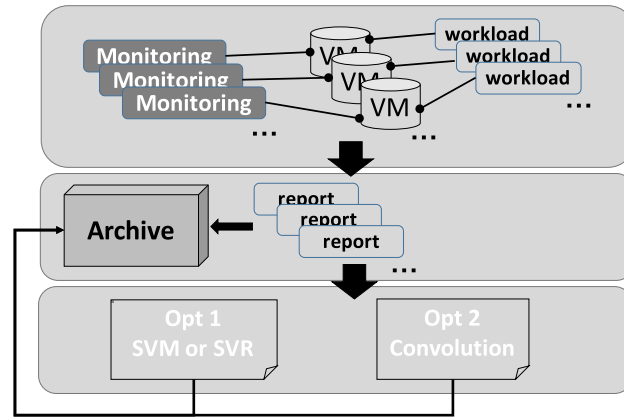 Monitoring
Monitoring
Monitoring
...
VM
VM
VM
...
workload
workload
workload
...
Archive
report
report
report
...
Opt 1
SVM or SVR
Opt 2
Convolution